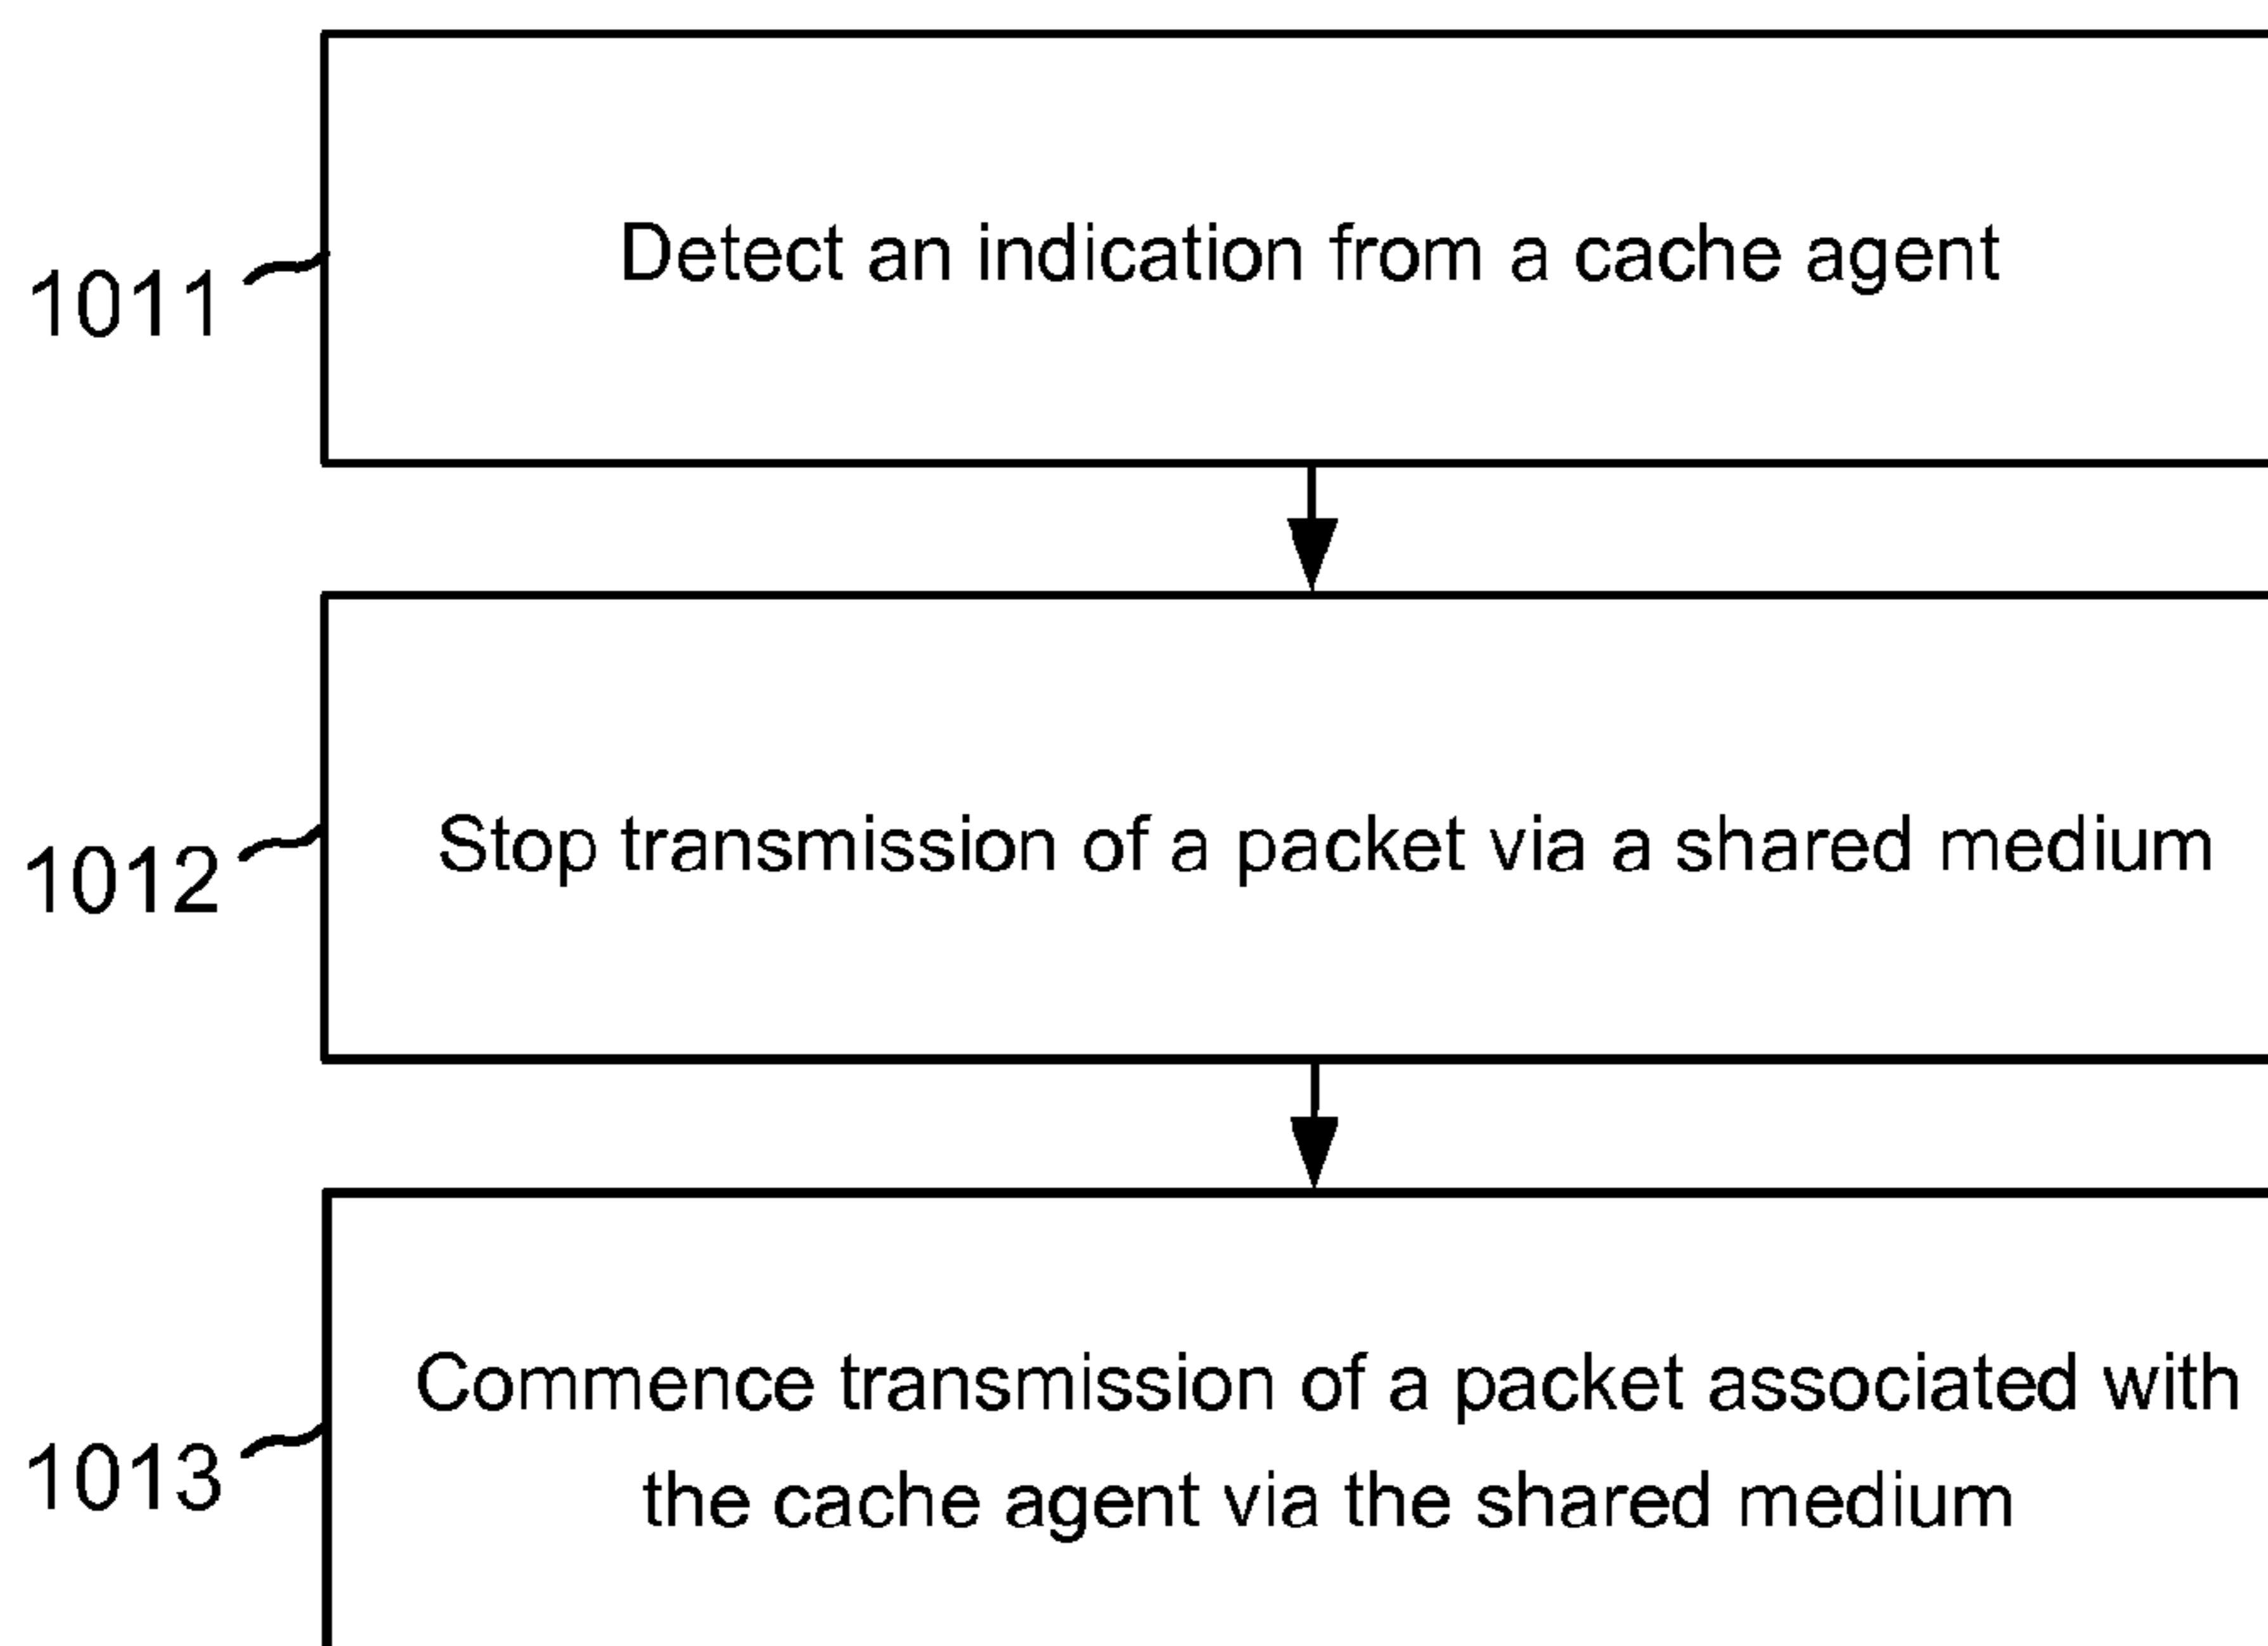 Detect an indication from a cache agent
1011
Stop transmission of a packet via a shared medium
1012
Commence transmission of a packet associated with
the cache agent via the shared medium
1013